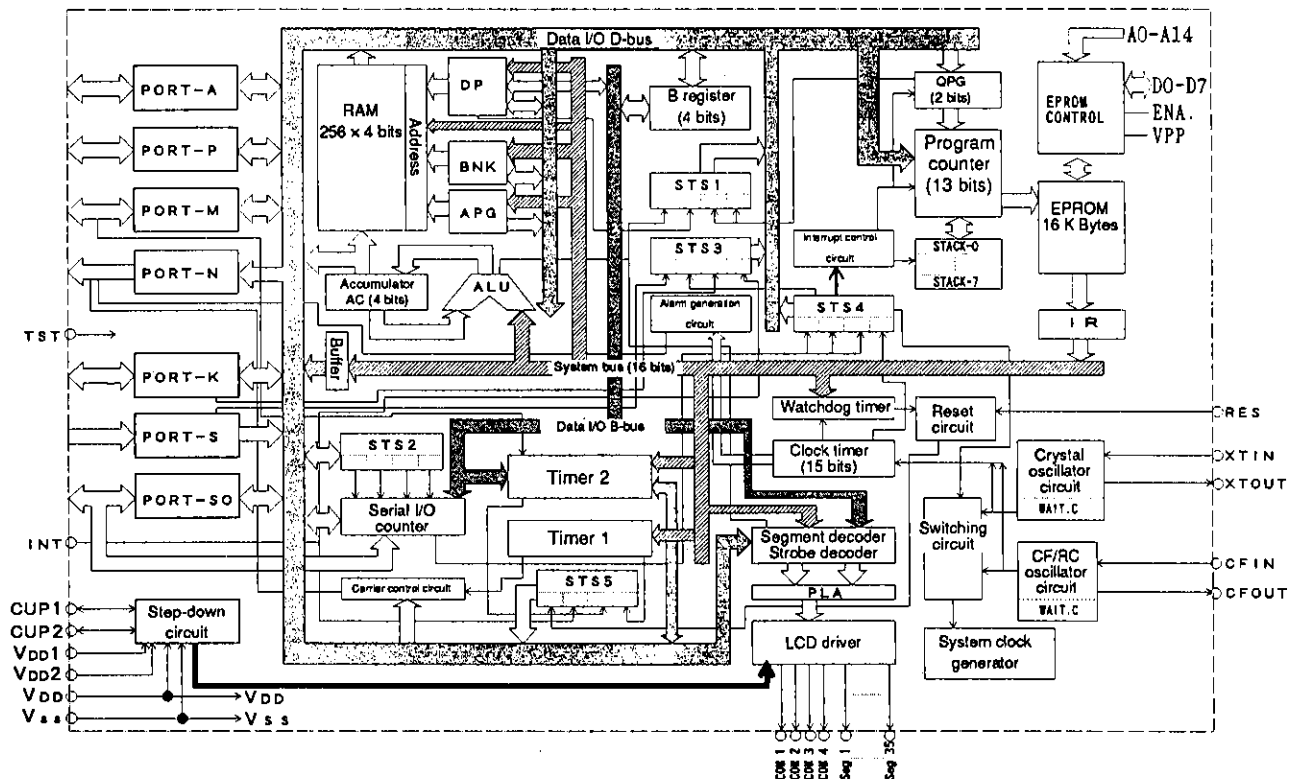 Data I/O D-bus
A0-A14
PORT-A
RAM
256 × 4 bits
Address
DP
B register
(4 bits)
QPG
(2 bits)
EPROM
CONTROL
D0-D7
ENA.
VPP
PORT-P
BNK
Program
counter
(13 bits)
PORT-M
APG
STS1
EPROM
16 K Bytes
PORT-N
Accumulator
AC (4 bits)
ALU
STS3
Interrupt control
circuit
STACK-0
STACK-7
Alarm generation
circuit
STS4
IR
TST
Buffer
System bus (16 bits)
PORT-K
Watchdog timer
Reset
circuit
RES
PORT-S
Data I/O B-bus
STS2
Clock timer
(15 bits)
Crystal
oscillator
circuit
WAIT.C
XTIN
XTOUT
PORT-SO
Timer 2
Serial I/O
counter
Switching
circuit
INT
Timer 1
Segment decoder
Strobe decoder
CF/RC
oscillator
circuit
WAIT.C
CFIN
CFOUT
Carrier control circuit
STS5
PLA
CUP1
CUP2
Step-down
circuit
LCD driver
System clock
generator
VDD1
VDD2
VDD
VDD
Vss
Vss
COM 1
COM 2
COM 3
COM 4
Seg 1
Seg 35